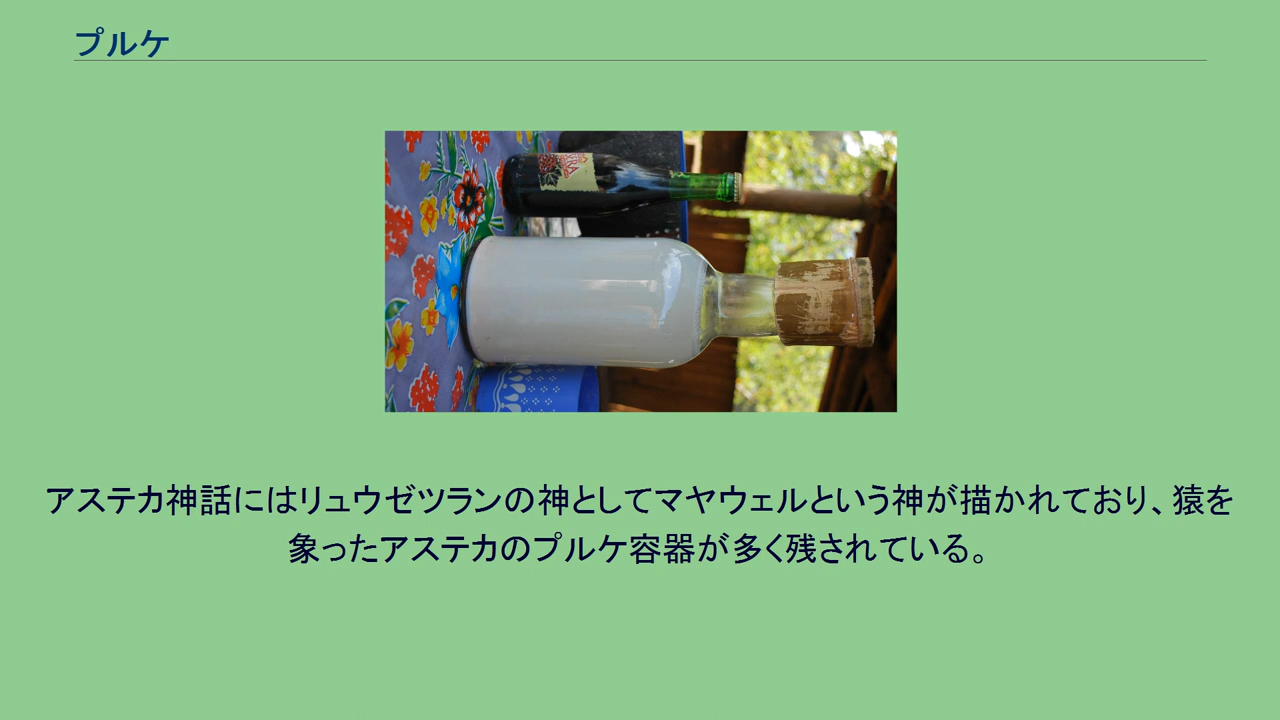 プルケ
アステカ神話にはリュウゼツランの神としてマヤウェルという神が描かれており、猿を
象ったアステカのプルケ容器が多く残されている。